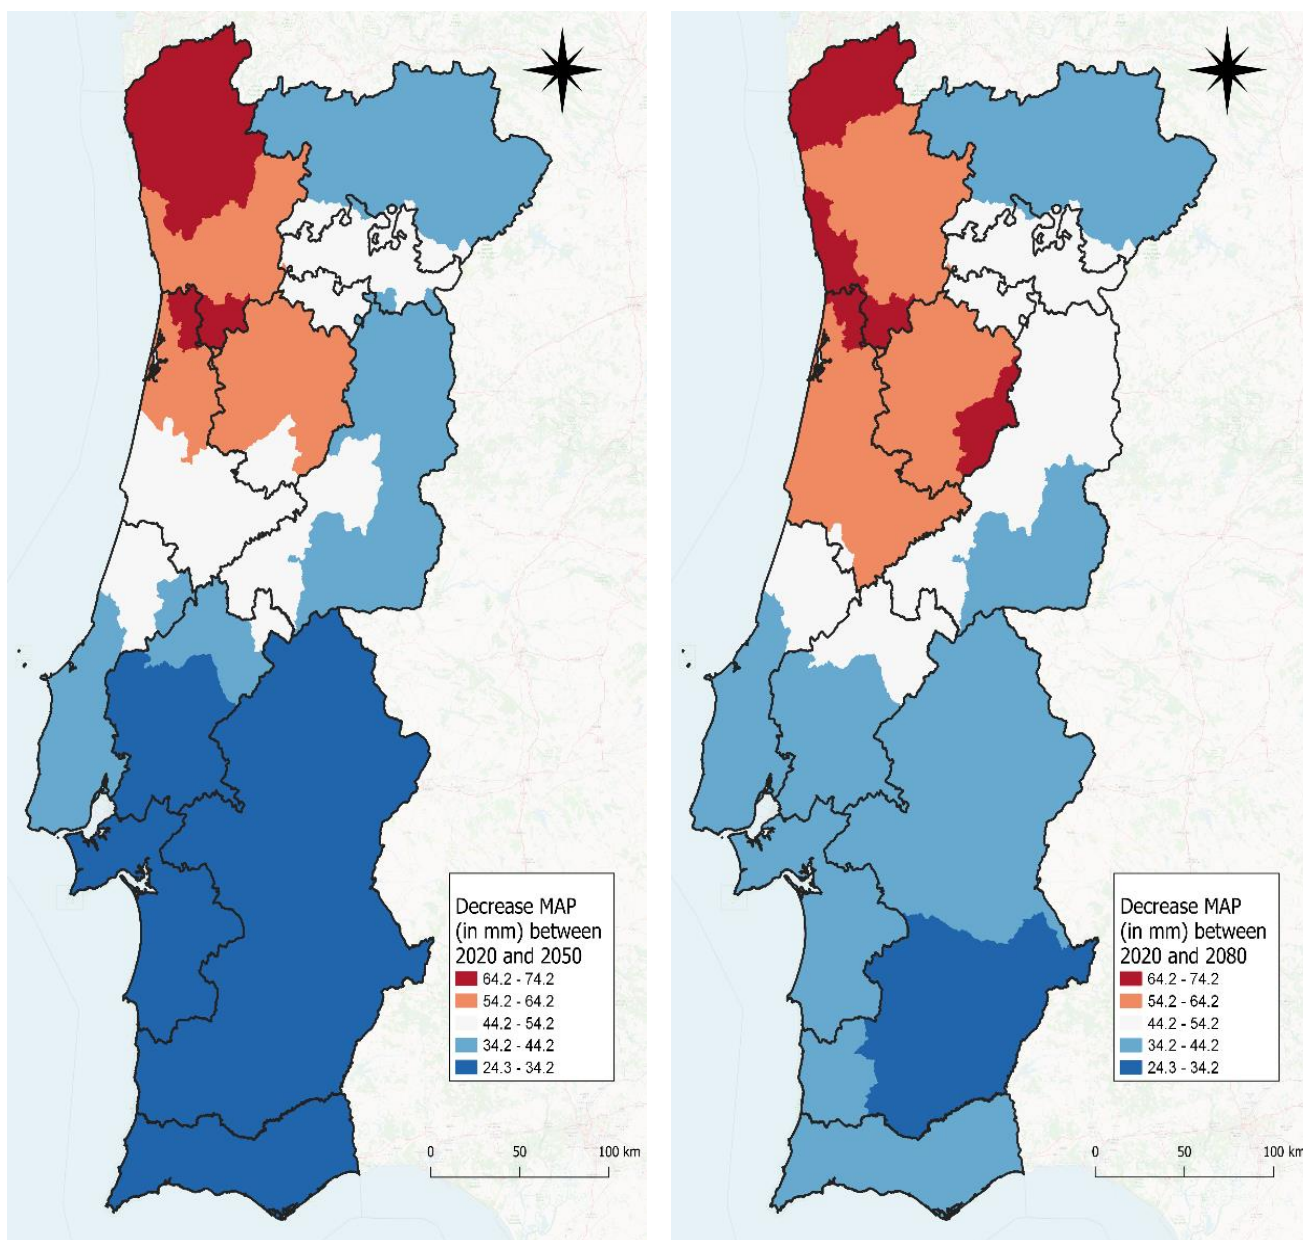 Decrease MAP
(in mm) between
2020 and 2050
64.2 - 74.2
54.2 - 64.2
44.2 - 54.2
34.2 - 44.2
24.3 - 34.2
0 50 100 km
Decrease MAP
(in mm) between
2020 and 2080
64.2 - 74.2
54.2 - 64.2
44.2 - 54.2
34.2 - 44.2
24.3 - 34.2
0 50 100 km